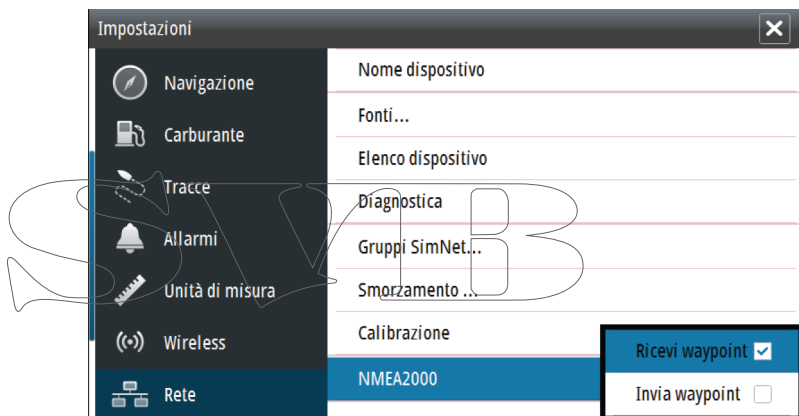 Impostazioni
Navigazione
Carburante
Tracce
Allarmi
Unità di misura
Wireless
Rete
Nome dispositivo
Fonti...
Elenco dispositivo
Diagnostica
Gruppi SimNet...
Smorzamento ...
Calibrazione
NMEA2000
Ricevi waypoint
Invia waypoint
SVB